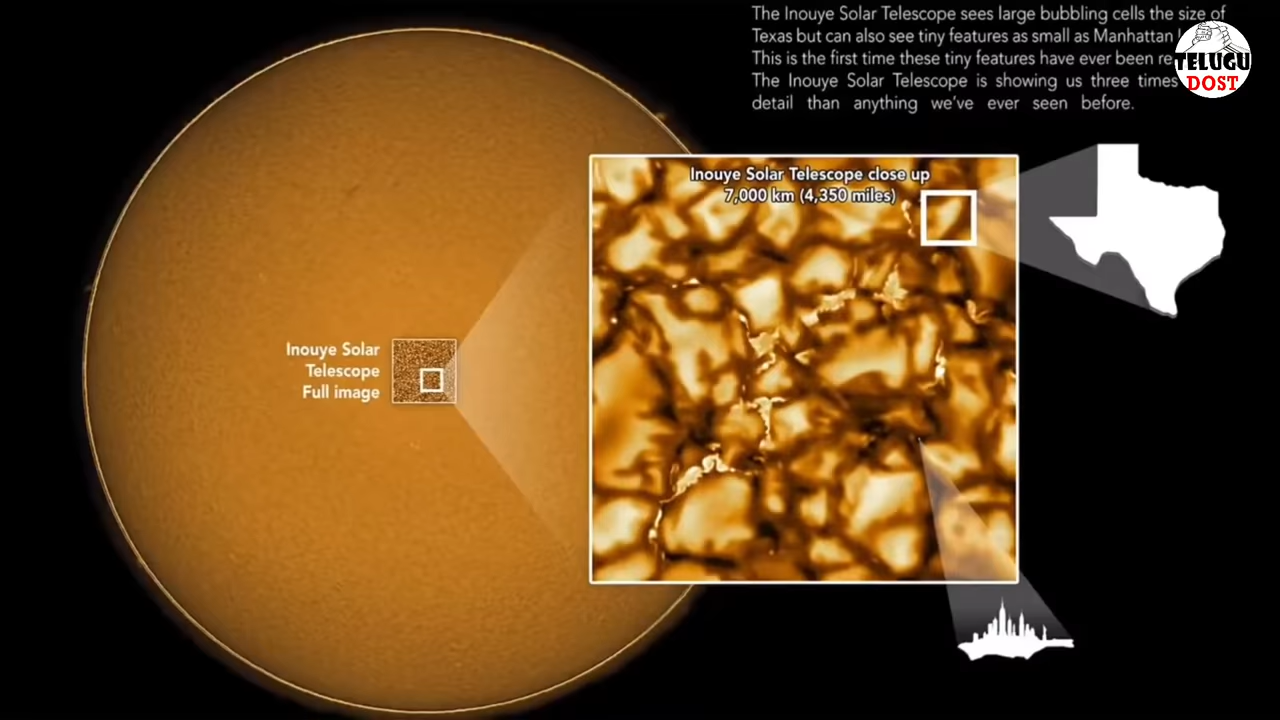 The Inouye Solar Telescope sees large bubbling cells the size of
Texas but can also see tiny features as small as Manhattan
This is the first time these tiny features have ever been
The Inouye Solar Telescope is showing us three times
detail than anything we've ever seen before.
TELUGU
DOST
Inouye Solar Telescope close up
7,000 km (4,350 miles)
Inouye Solar
Telescope
Full image